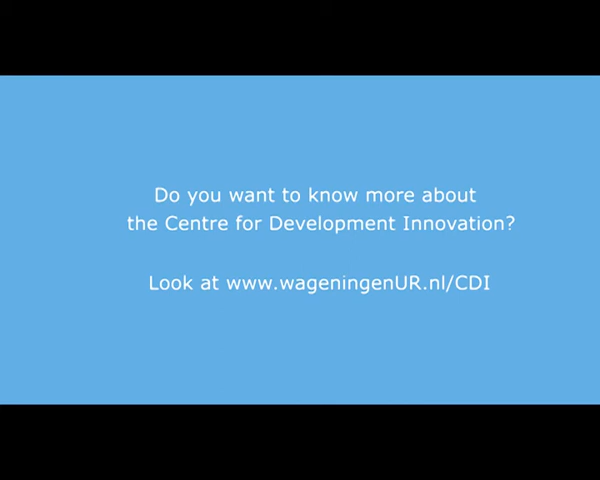 Do you want to know more about
the Centre for Development Innovation?
Look at www.wageningenUR.nl/CDI